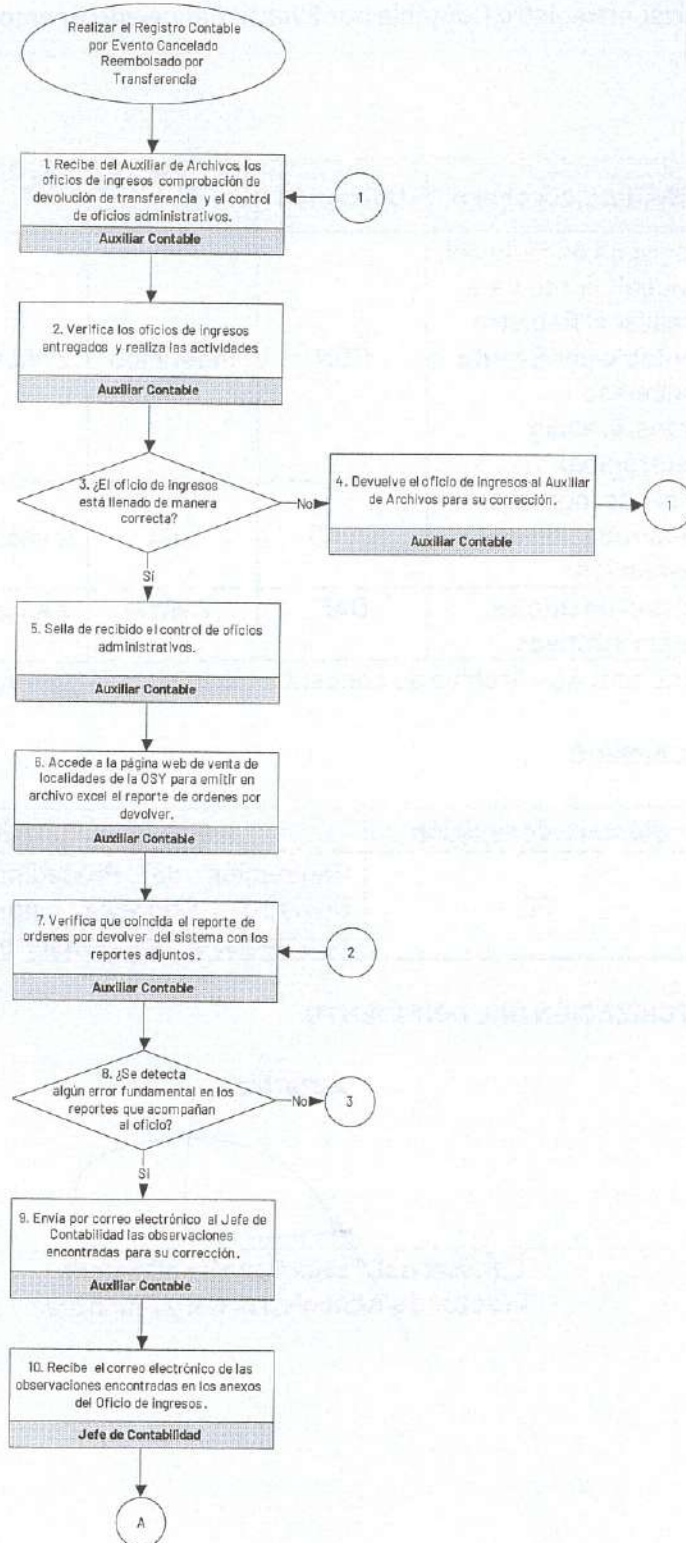 Realizar el Registro Contable
por Evento Cancelado
Reembolsado por
Transferencia
1. Recibe del Auxiliar de Archivos, los
oficios de ingresos comprobación de
devolución de transferencia y el control
de oficios administrativos.
Auxiliar Contable
1
2. Verifica los oficios de ingresos
entregados y realiza las actividades
Auxiliar Contable
3. ¿El oficio de ingresos
está llenado de manera
correcta?
No
4. Devuelve el oficio de ingresos al Auxiliar
de Archivos para su corrección.
Auxiliar Contable
1
Sí
5. Sella de recibido el control de oficios
administrativos.
Auxiliar Contable
6. Accede a la página web de venta de
localidades de la OSY para emitir en
archivo excel el reporte de ordenes por
devolver.
Auxiliar Contable
7. Verifica que coincida el reporte de
ordenes por devolver del sistema con los
reportes adjuntos.
Auxiliar Contable
2
8. ¿Se detecta
algún error fundamental en los
reportes que acompañan
al oficio?
No
3
Sí
9. Envía por correo electrónico al Jefe de
Contabilidad las observaciones
encontradas para su corrección.
Auxiliar Contable
10. Recibe el correo electrónico de las
observaciones encontradas en los anexos
del Oficio de ingresos.
Jefe de Contabilidad
A